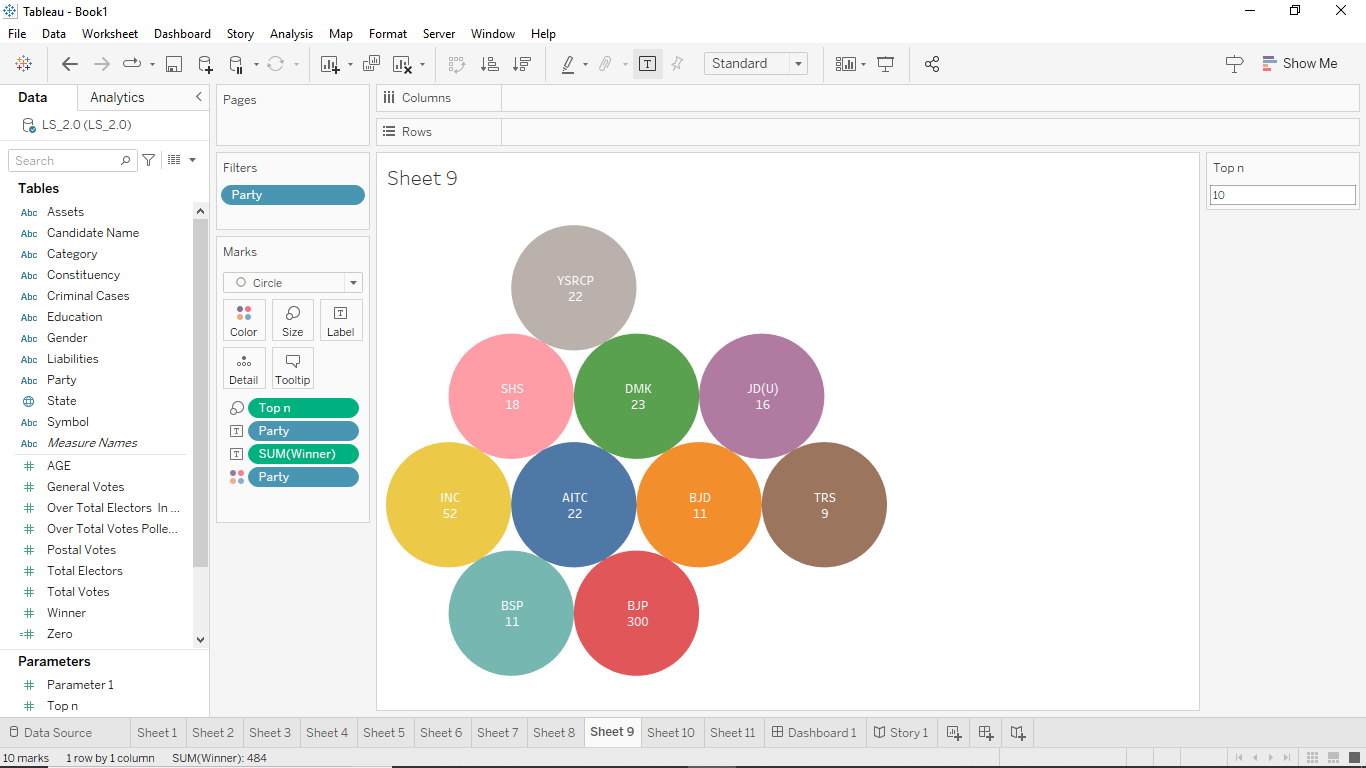 Tableau - Book1
File Data Worksheet Dashboard Story Analysis Map Format Server Window Help
Standard
Show Me
Data Analytics
LS_2.0 (LS_2.0)
Search
Tables
Abc Assets
Abc Candidate Name
Abc Category
Abc Constituency
Abc Criminal Cases
Abc Education
Abc Gender
Abc Liabilities
Abc Party
State
Abc Symbol
Abc Measure Names
# AGE
# General Votes
# Over Total Electors In ...
# Over Total Votes Polle...
# Postal Votes
# Total Electors
# Total Votes
# Winner
=# Zero
Parameters
# Parameter 1
# Top n
Pages
Filters
Party
Marks
Circle
Color Size Label
Detail Tooltip
Top n
Party
SUM(Winner)
Party
Columns
Rows
Sheet 9
YSRCP
22
SHS
18
DMK
23
JD(U)
16
INC
52
AITC
22
BJD
11
TRS
9
BSP
11
BJP
300
Top n
10
Data Source Sheet 1 Sheet 2 Sheet 3 Sheet 4 Sheet 5 Sheet 6 Sheet 7 Sheet 8 Sheet 9 Sheet 10 Sheet 11 Dashboard 1 Story 1
10 marks 1 row by 1 column SUM(Winner): 484